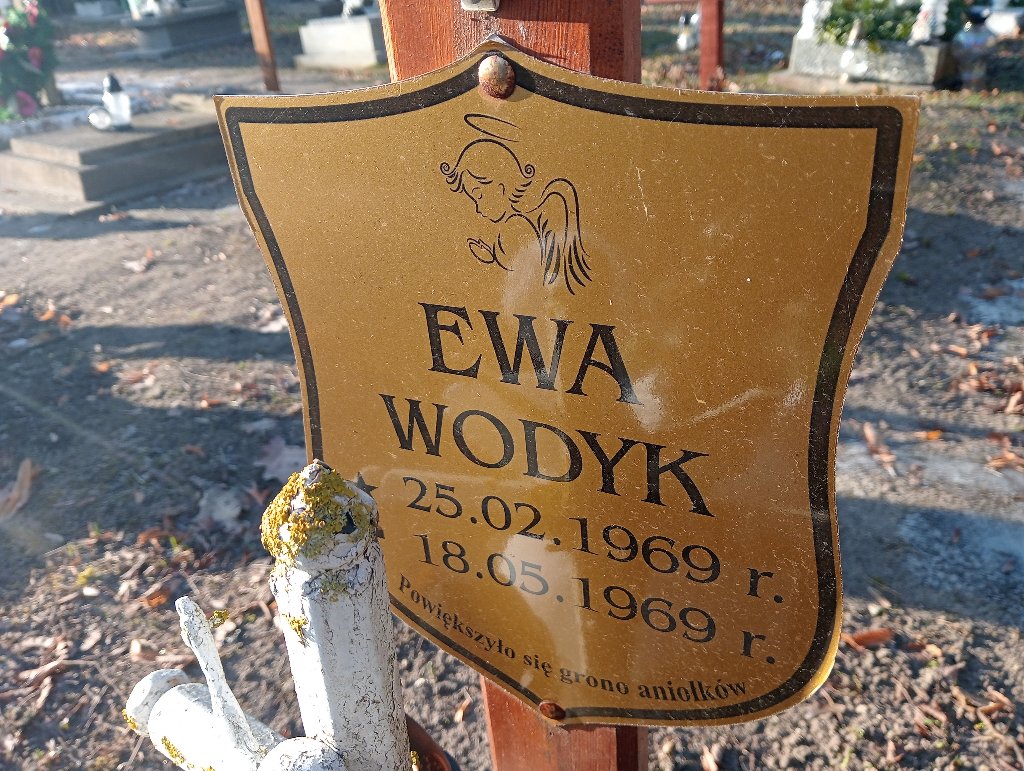 EWA
WODYK
★ 25.02.1969 r.
18.05.1969 r.
Powiększyło się grono aniołków